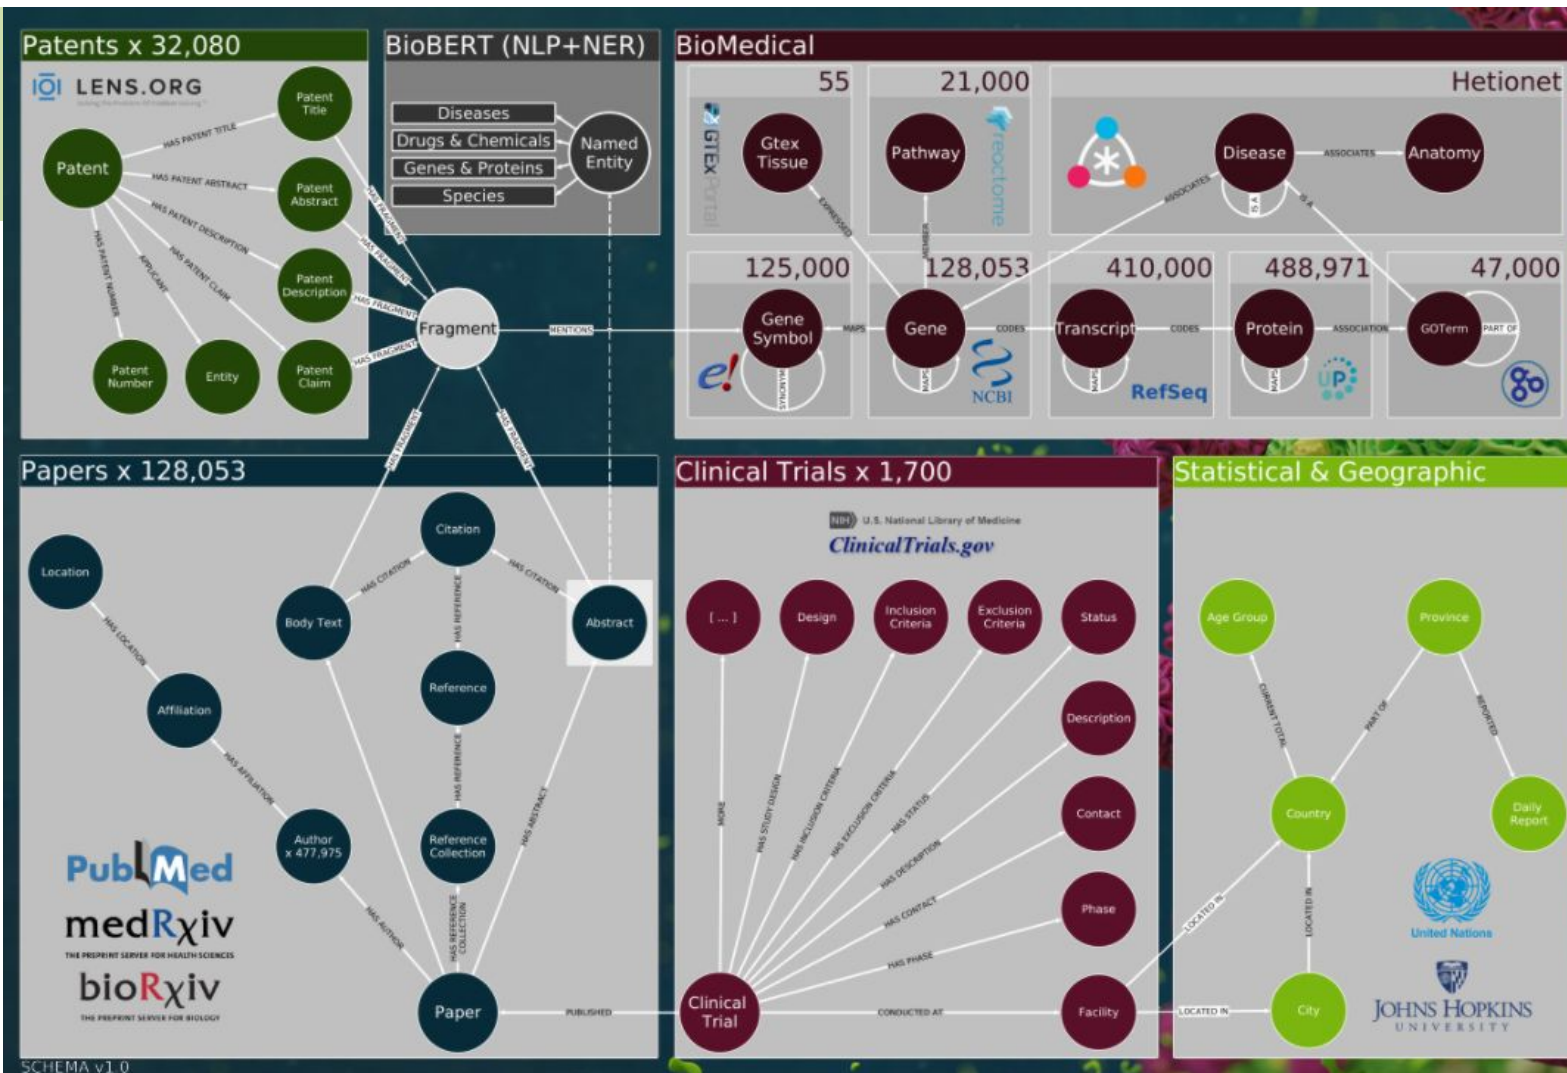 Patents x 32,080
LENS.ORG
Patent
Title
HAS PATENT TITLE
Patent
HAS PATENT ABSTRACT
Patent
Abstract
HAS PATENT DESCRIPTION
HAS PATENT CLAIM
APPLICANT
HAS PATENT NUMBER
Patent
Description
Patent
Number
Entity
Patent
Claim
HAS FRAGMENT
HAS FRAGMENT
HAS FRAGMENT
HAS FRAGMENT
BioBERT (NLP+NER)
Diseases
Drugs & Chemicals
Genes & Proteins
Species
Named
Entity
Fragment
MENTIONS
HAS FRAGMENT
HAS FRAGMENT
BioMedical
55
GTEx Portal
Gtex
Tissue
EXPRESSED
21,000
Pathway
reactome
MEMBER
Hetionet
Disease
ASSOCIATES
Anatomy
IS A
ASSOCIATES
IS A
125,000
Gene
Symbol
SYNONYM
e!
MAPS
128,053
Gene
MAPS
NCBI
CODES
410,000
Transcript
MAPS
RefSeq
CODES
488,971
Protein
MAPS
UP
ASSOCIATION
47,000
GOTerm
PART OF
go
Papers x 128,053
Citation
Location
HAS CITATION
HAS CITATION
HAS REFERENCE
Body Text
Abstract
HAS LOCATION
Reference
Affiliation
HAS REFERENCE
HAS AFFILIATION
HAS ABSTRACT
Author
x 477,975
Reference
Collection
HAS AUTHOR
HAS REFERENCE
COLLECTION
Paper
PubMed
medRxiv
THE PREPRINT SERVER FOR HEALTH SCIENCES
bioRxiv
THE PREPRINT SERVER FOR BIOLOGY
PUBLISHED
Clinical Trials x 1,700
NIH U.S. National Library of Medicine
ClinicalTrials.gov
[ ... ]
Design
Inclusion
Criteria
Exclusion
Criteria
Status
Description
Contact
Phase
MORE
HAS STUDY DESIGN
HAS INCLUSION CRITERIA
HAS EXCLUSION CRITERIA
HAS STATUS
HAS DESCRIPTION
HAS CONTACT
HAS PHASE
Clinical
Trial
CONDUCTED AT
Facility
LOCATED IN
LOCATED IN
Statistical & Geographic
Age Group
Province
CURRENT TOTAL
PART OF
REPORTED
Country
Daily
Report
LOCATED IN
City
United Nations
JOHNS HOPKINS
UNIVERSITY
SCHEMA v1.0